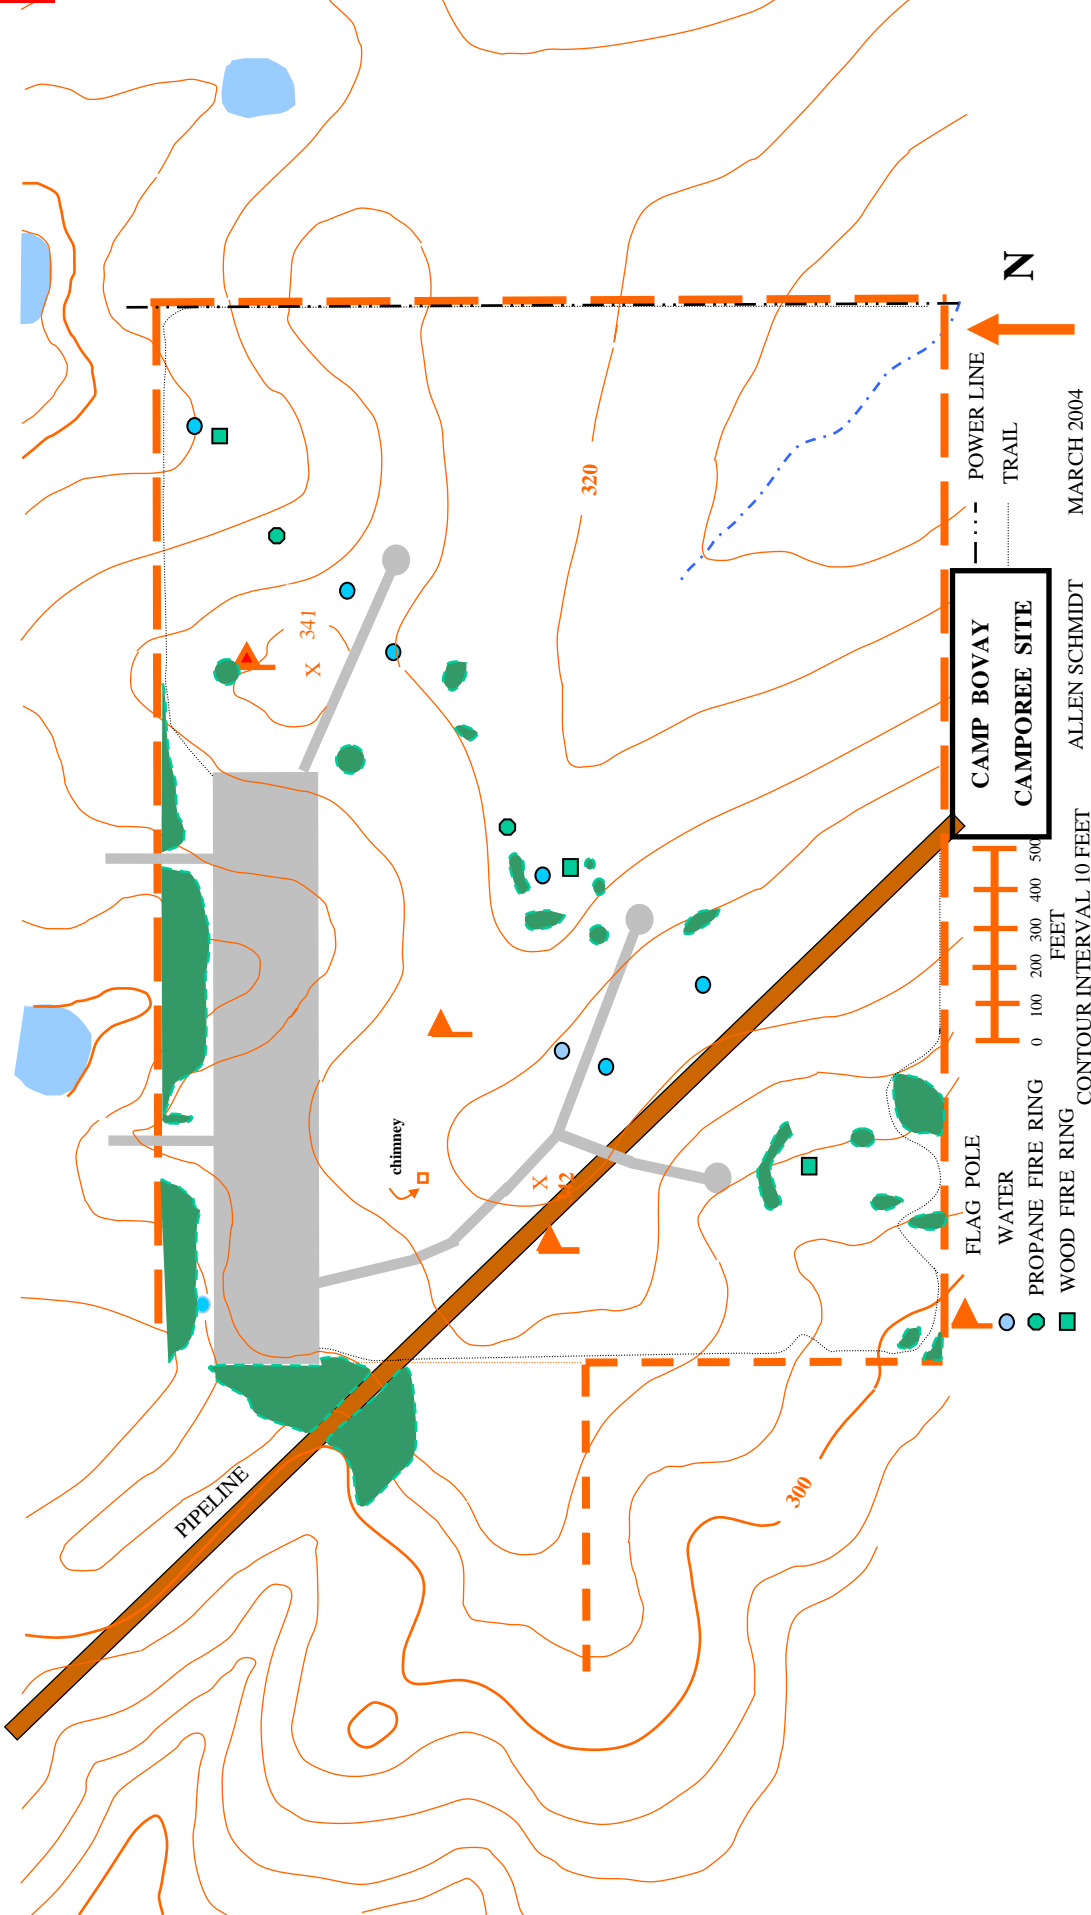 N
POWER LINE
TRAIL
MARCH 2004
CAMP BOVAY
CAMPOREE SITE
ALLEN SCHMIDT
0 100 200 300 400 500
FEET
CONTOUR INTERVAL 10 FEET
FLAG POLE
WATER
PROPANE FIRE RING
WOOD FIRE RING
PIPELINE
chimney
X
341
X
320
300